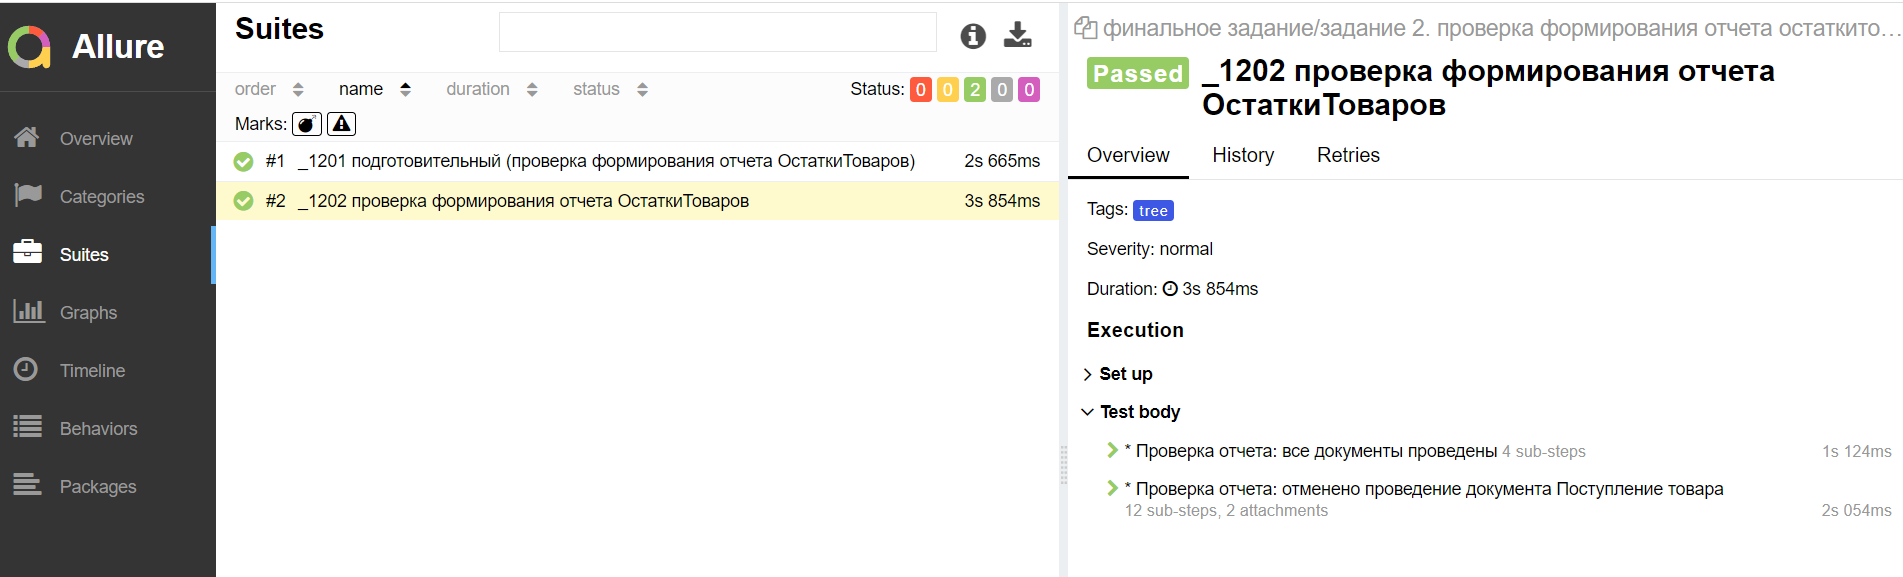 Allure
Overview
Categories
Suites
Graphs
Timeline
Behaviors
Packages
Suites
order name duration status Status: 0 0 2 0 0
Marks:
#1 _1201 подготовительный (проверка формирования отчета ОстаткиТоваров) 2s 665ms
#2 _1202 проверка формирования отчета ОстаткиТоваров 3s 854ms
финальное задание/задание 2. проверка формирования отчета остаткито...
Passed _1202 проверка формирования отчета
ОстаткиТоваров
Overview History Retries
Tags: tree
Severity: normal
Duration: 3s 854ms
Execution
Set up
Test body
* Проверка отчета: все документы проведены 4 sub-steps 1s 124ms
* Проверка отчета: отменено проведение документа Поступление товара
12 sub-steps, 2 attachments 2s 054ms